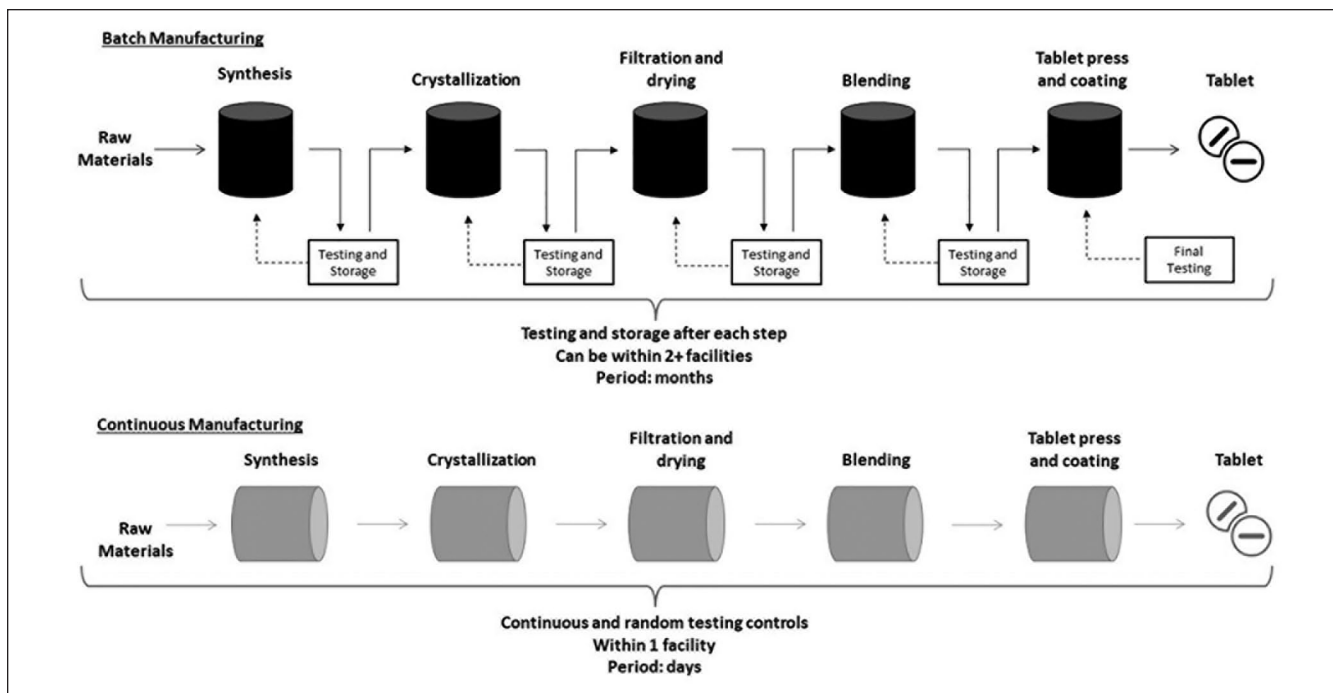 Batch Manufacturing
Synthesis
Crystallization
Filtration and
drying
Blending
Tablet press
and coating
Tablet
Raw
Materials
Testing and
Storage
Testing and
Storage
Testing and
Storage
Testing and
Storage
Final
Testing
Testing and storage after each step
Can be within 2+ facilities
Period: months
Continuous Manufacturing
Synthesis
Crystallization
Filtration and
drying
Blending
Tablet press
and coating
Tablet
Raw
Materials
Continuous and random testing controls
Within 1 facility
Period: days